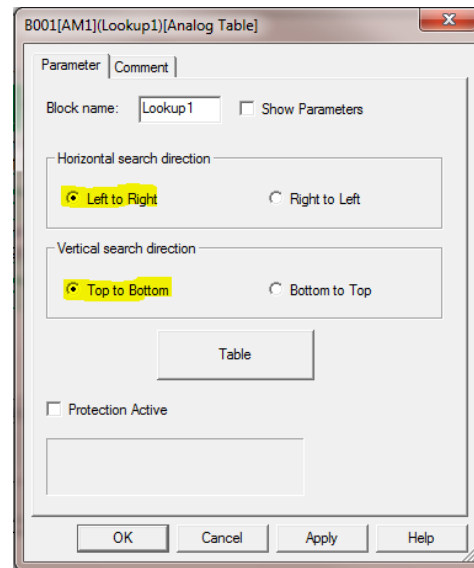 B001[AM1](Lookup1)[Analog Table]
X
Parameter Comment
Block name: Lookup1 Show Parameters
Horizontal search direction
Left to Right Right to Left
Vertical search direction
Top to Bottom Bottom to Top
Table
Protection Active
OK Cancel Apply Help